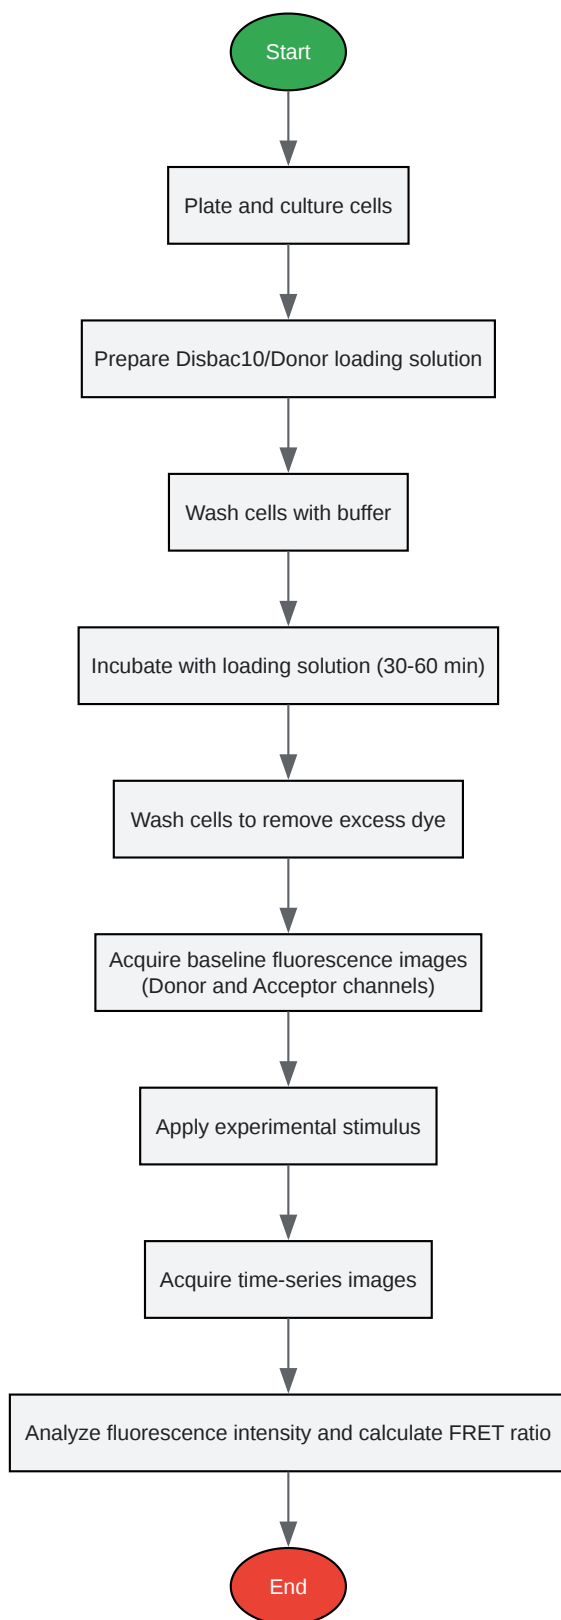 Start
Plate and culture cells
Prepare Disbac10/Donor loading solution
Wash cells with buffer
Incubate with loading solution (30-60 min)
Wash cells to remove excess dye
Acquire baseline fluorescence images
(Donor and Acceptor channels)
Apply experimental stimulus
Acquire time-series images
Analyze fluorescence intensity and calculate FRET ratio
End